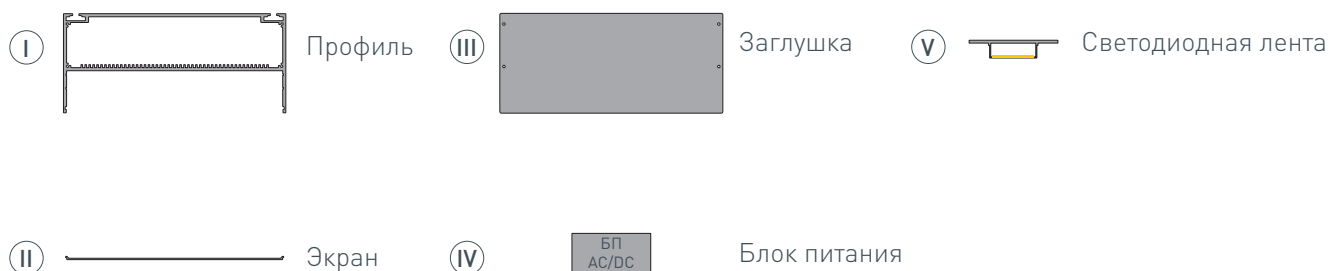 I Профиль
III Заглушка
V Светодиодная лента
II Экран
IV БП
AC/DC
Блок питания